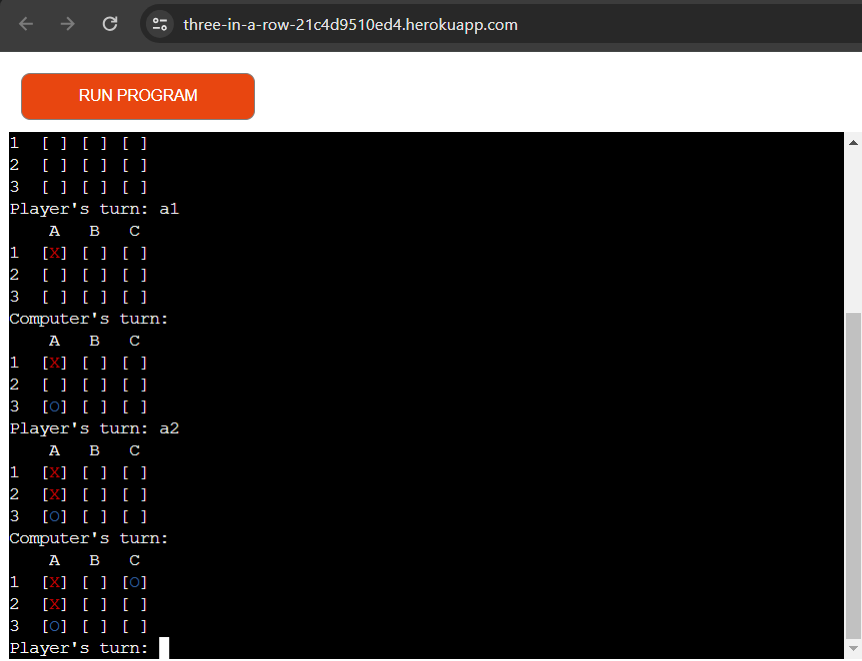 three-in-a-row-21c4d9510ed4.herokuapp.com
RUN PROGRAM
1  [ ] [ ] [ ]
2  [ ] [ ] [ ]
3  [ ] [ ] [ ]
Player's turn: a1
    A   B   C
1  [X] [ ] [ ]
2  [ ] [ ] [ ]
3  [ ] [ ] [ ]
Computer's turn:
    A   B   C
1  [X] [ ] [ ]
2  [ ] [ ] [ ]
3  [O] [ ] [ ]
Player's turn: a2
    A   B   C
1  [X] [ ] [ ]
2  [X] [ ] [ ]
3  [O] [ ] [ ]
Computer's turn:
    A   B   C
1  [X] [ ] [O]
2  [X] [ ] [ ]
3  [O] [ ] [ ]
Player's turn: